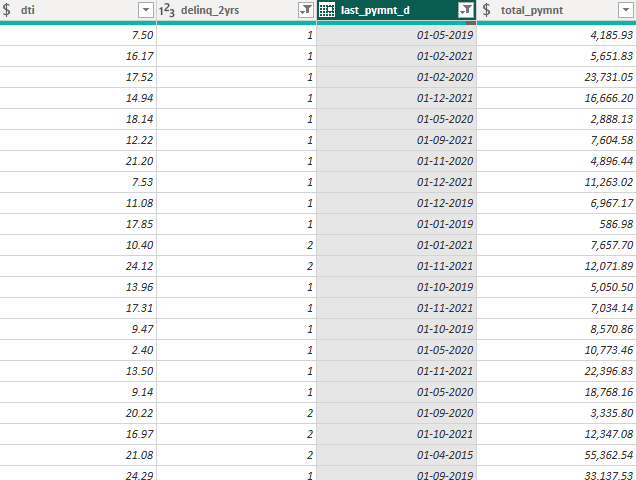 $ dti 1²3 delinq_2yrs last_pymnt_d $ total_pymnt
7.50 1 01-05-2019 4,185.93
16.17 1 01-02-2021 5,651.83
17.52 1 01-02-2020 23,731.05
14.94 1 01-12-2021 16,666.20
18.14 1 01-05-2020 2,888.13
12.22 1 01-09-2021 7,604.58
21.20 1 01-11-2020 4,896.44
7.53 1 01-12-2021 11,263.02
11.08 1 01-12-2019 6,967.17
17.85 1 01-01-2019 586.98
10.40 2 01-01-2021 7,657.70
24.12 2 01-11-2021 12,071.89
13.96 1 01-10-2019 5,050.50
17.31 1 01-11-2021 7,034.14
9.47 1 01-10-2019 8,570.86
2.40 1 01-05-2020 10,773.46
13.50 1 01-11-2021 22,396.83
9.14 1 01-05-2020 18,768.16
20.22 2 01-09-2020 3,335.80
16.97 2 01-10-2021 12,347.08
21.08 2 01-04-2015 55,362.54
24.29 1 01-09-2019 33,137.53